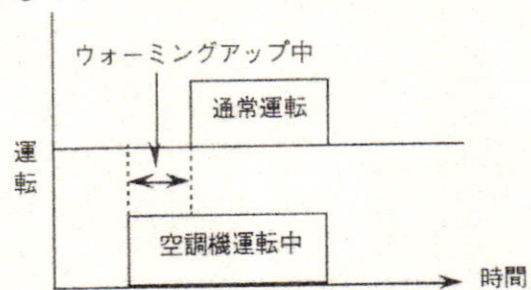 ウォーミングアップ中
通常運転
運転
空調機運転中
時間